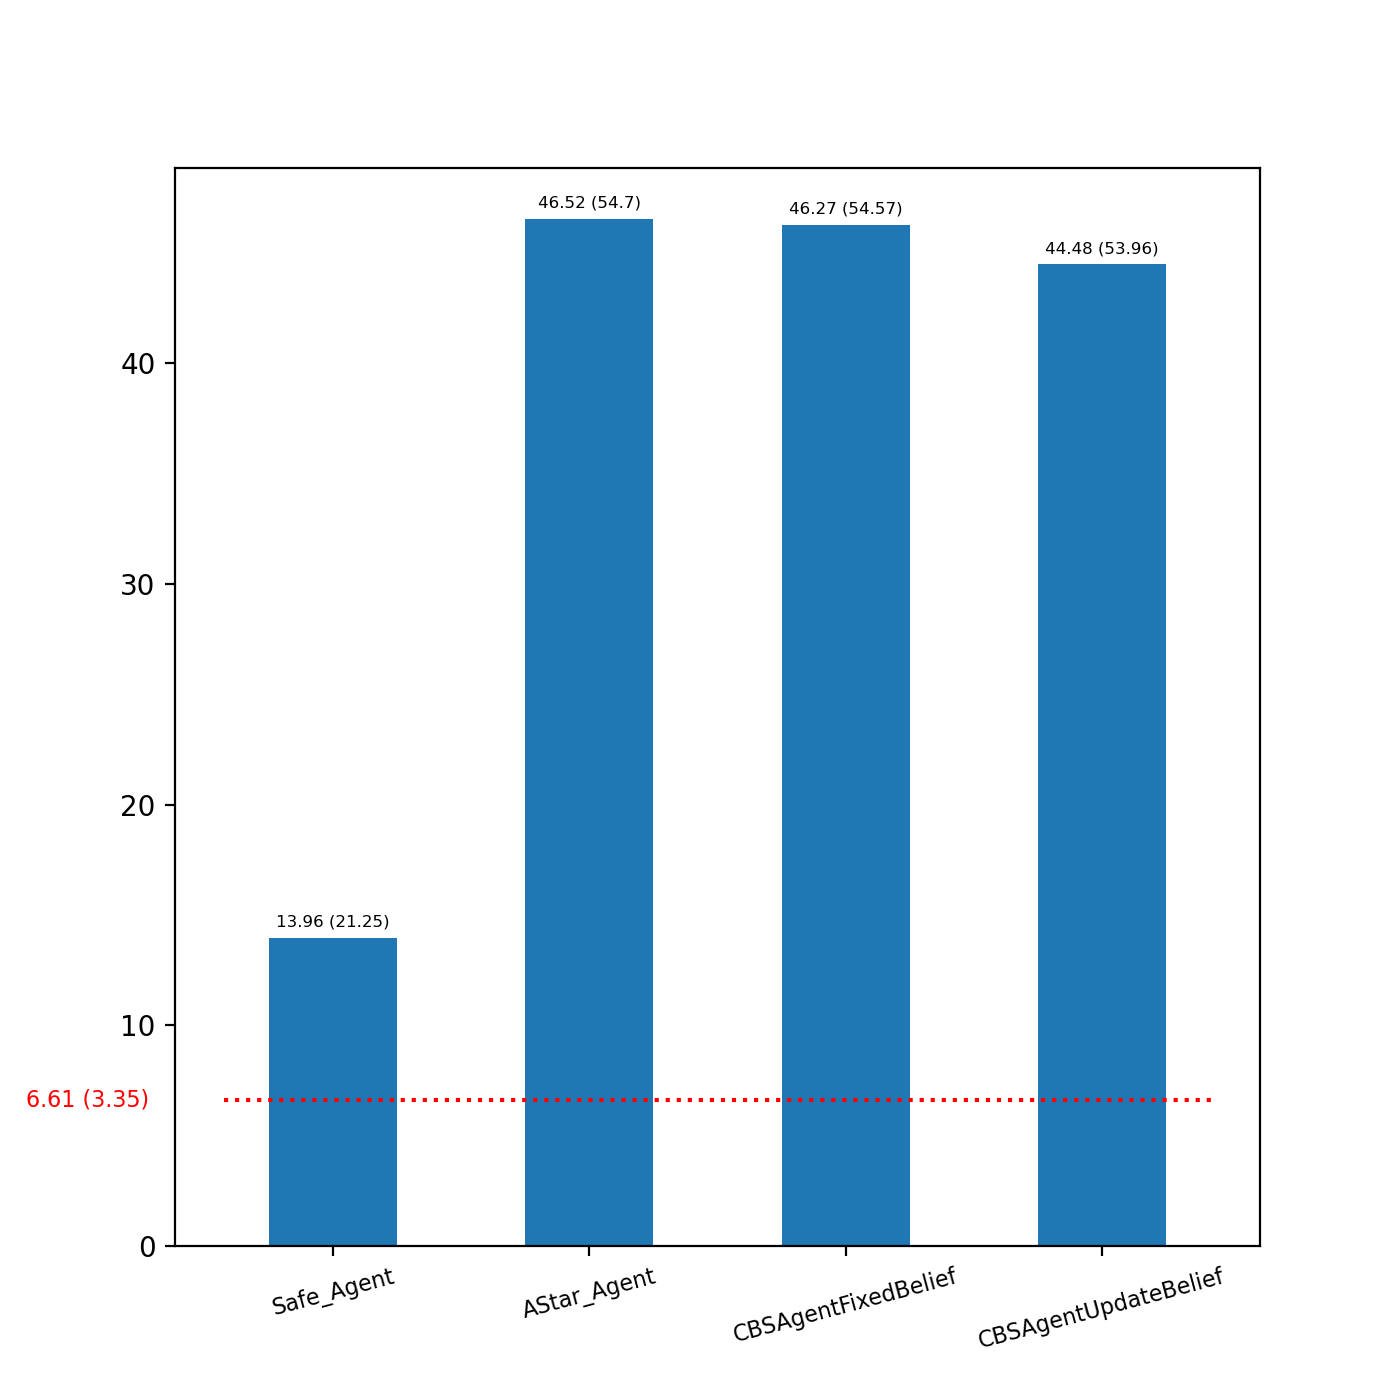 46.52 (54.7)
46.27 (54.57)
44.48 (53.96)
40
30
20
13.96 (21.25)
10
6.61 (3.35)
0
Safe_Agent
AStar_Agent
CBSAgentFixedBelief
CBSAgentUpdateBelief